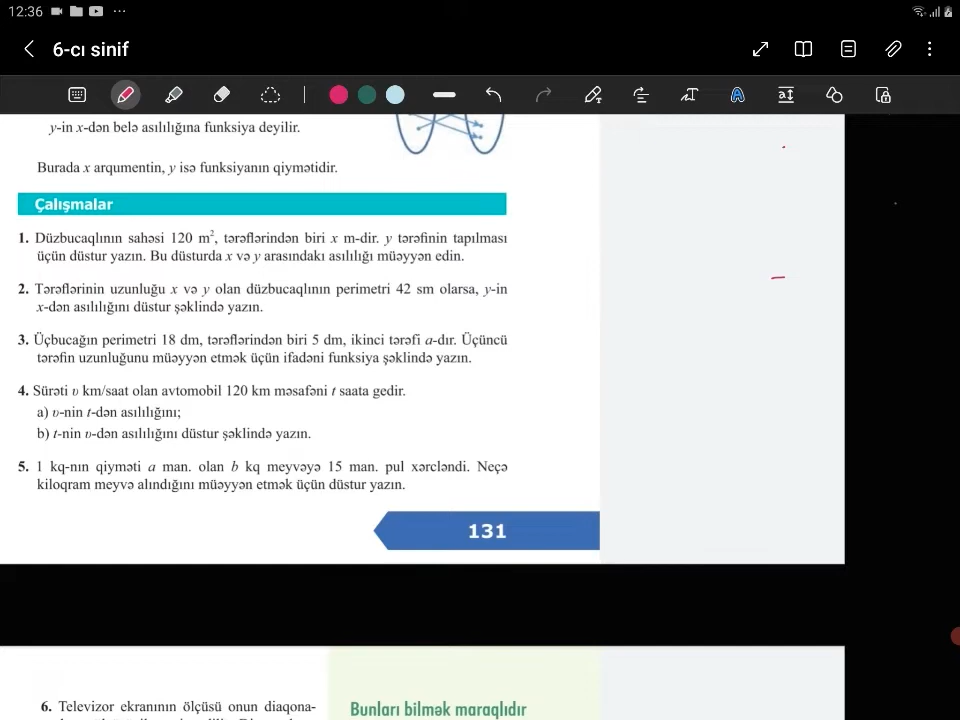 12:36
6-cı sinif
y-in x-dən belə asılılığına funksiya deyilir.
Burada x arqumentin, y isə funksiyanın qiymətidir.
Çalışmalar
1. Düzbucaqlının sahəsi 120 m², tərəflərindən biri x m-dir. y tərəfinin tapılması
üçün düstur yazın. Bu düsturda x və y arasındakı asılılığı müəyyən edin.
2. Tərəflərinin uzunluğu x və y olan düzbucaqlının perimetri 42 sm olarsa, y-in
x-dən asılılığını düstur şəklində yazın.
3. Üçbucağın perimetri 18 dm, tərəflərindən biri 5 dm, ikinci tərəfi a-dır. Üçüncü
tərəfin uzunluğunu müəyyən etmək üçün ifadəni funksiya şəklində yazın.
4. Sürəti υ km/saat olan avtomobil 120 km məsafəni t saata gedir.
a) υ-nin t-dən asılılığını;
b) t-nin υ-dən asılılığını düstur şəklində yazın.
5. 1 kq-nın qiyməti a man. olan b kq meyvəyə 15 man. pul xərcləndi. Neçə
kiloqram meyvə alındığını müəyyən etmək üçün düstur yazın.
131
6. Televizor ekranının ölçüsü onun diaqona-
Bunları bilmək maraqlıdır